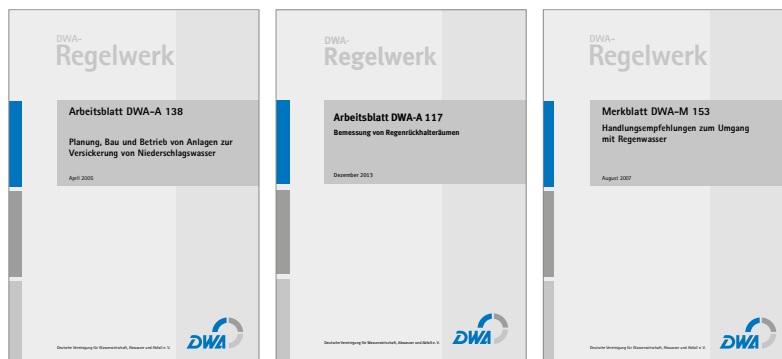 DWA-
Regelwerk
Arbeitsblatt DWA-A 138
Planung, Bau und Betrieb von Anlagen zur
Versickerung von Niederschlagswasser
April 2005
Deutsche Vereinigung für Wasserwirtschaft, Abwasser und Abfall e. V.
DWA
DWA-
Regelwerk
Arbeitsblatt DWA-A 117
Bemessung von Regenrückhalteräumen
Dezember 2013
Deutsche Vereinigung für Wasserwirtschaft, Abwasser und Abfall e. V.
DWA
DWA-
Regelwerk
Merkblatt DWA-M 153
Handlungsempfehlungen zum Umgang
mit Regenwasser
August 2007
Deutsche Vereinigung für Wasserwirtschaft, Abwasser und Abfall e. V.
DWA